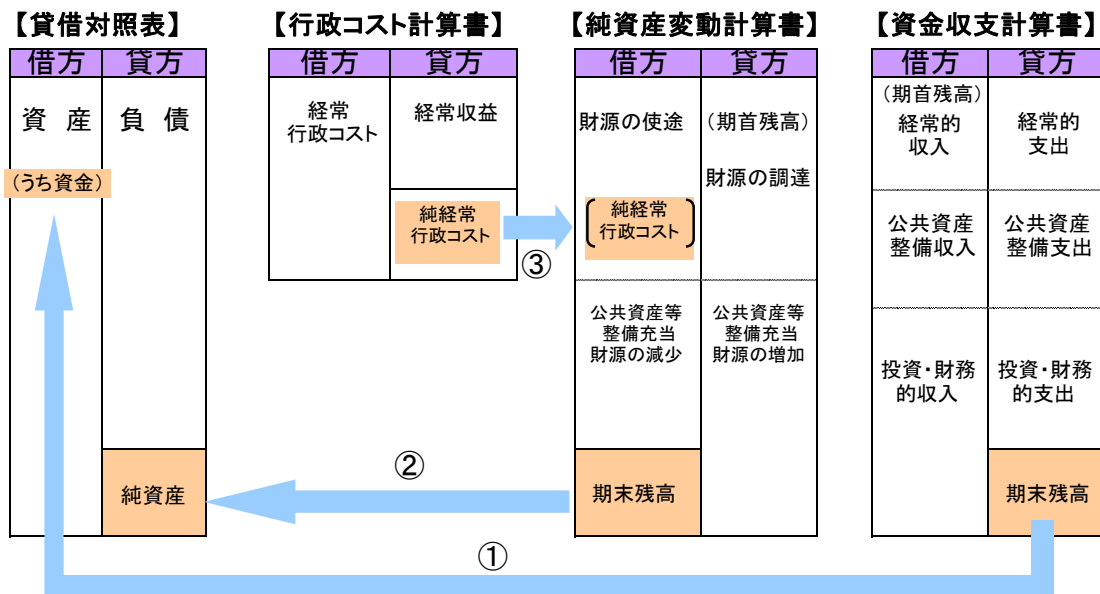 【貸借対照表】
借方
貸方
資 産
負 債
(うち資金)
純資産
【行政コスト計算書】
借方
貸方
経常
行政コスト
経常収益
純経常
行政コスト
③
【純資産変動計算書】
借方
貸方
財源の使途
(期首残高)
財源の調達
純経常
行政コスト
公共資産等
整備充当
財源の減少
公共資産等
整備充当
財源の増加
期末残高
②
【資金収支計算書】
借方
貸方
(期首残高)
経常的
収入
経常的
支出
公共資産
整備収入
公共資産
整備支出
投資・財務
的収入
投資・財務
的支出
期末残高
①